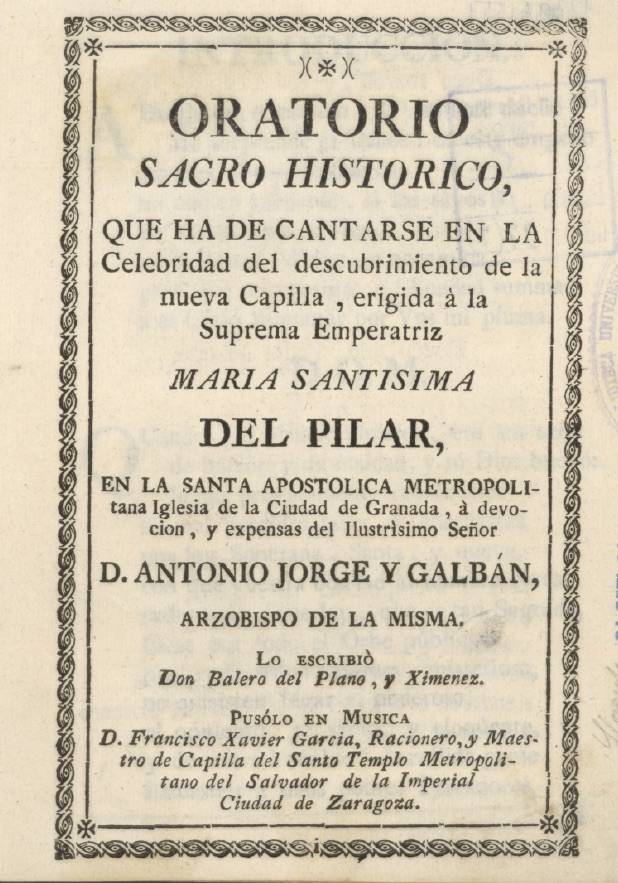 ORATORIO
SACRO HISTORICO,
QUE HA DE CANTARSE EN LA
Celebridad del descubrimiento de la
nueva Capilla , erigida à la
Suprema Emperatriz
MARIA SANTISIMA
DEL PILAR,
EN LA SANTA APOSTOLICA METROPOLI-
tana Iglesia de la Ciudad de Granada , à devo-
cion , y expensas del Ilustrìsimo Señor
D. ANTONIO JORGE Y GALBÁN,
ARZOBISPO DE LA MISMA.
Lo escribiò
Don Balero del Plano , y Ximenez.
Pusólo en Musica
D. Francisco Xavier Garcia, Racionero, y Maes-
tro de Capilla del Santo Templo Metropoli-
tano del Salvador de la Imperial
Ciudad de Zaragoza.